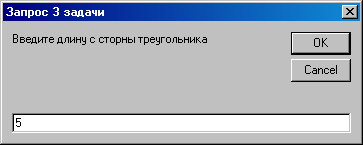 Запрос 3 задачи
Введите длину с сторны треугольника
OK
Cancel
5